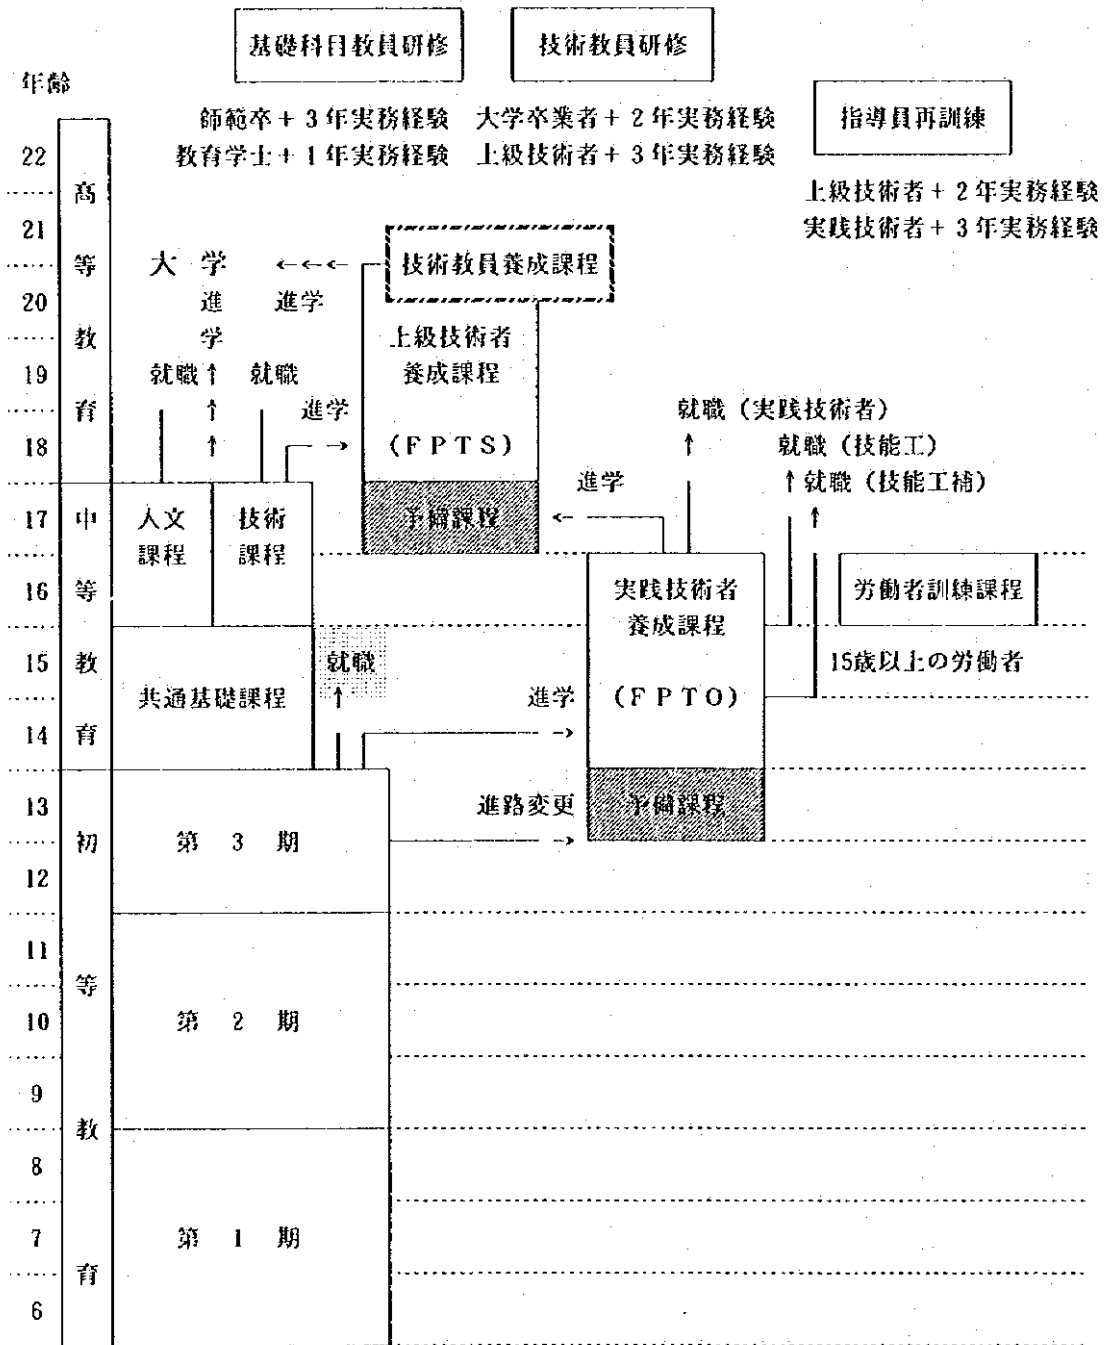 基礎科目教員研修　技術教員研修
年齢
指導員再訓練
師範卒＋3年実務経験　大学卒業者＋2年実務経験
教育学士＋1年実務経験　上級技術者＋3年実務経験
上級技術者＋2年実務経験
実践技術者＋3年実務経験
高等教育
中等教育
初等教育
22
21
20
19
18
17
16
15
14
13
12
11
10
9
8
7
6
大学　←←←　技術教員養成課程
進学　進学
上級技術者
養成課程
(FPTS)
就職↑　就職
↑　進学
↑　→
就職（実践技術者）
↑　就職（技能工）
↑就職（技能工補）
↑
進学
←
予備課程
人文　技術
課程　課程
実践技術者
養成課程
(FPTO)
労働者訓練課程
15歳以上の労働者
就職
↑
共通基礎課程
進学
→
進路変更
→
予備課程
第3期
第2期
第1期